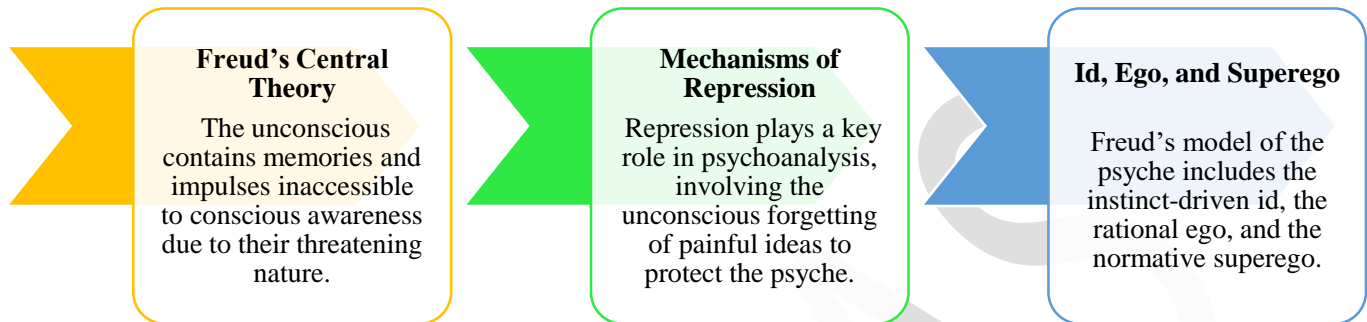 Freud’s Central
Theory
The unconscious
contains memories and
impulses inaccessible
to conscious awareness
due to their threatening
nature.
Mechanisms of
Repression
Repression plays a key
role in psychoanalysis,
involving the
unconscious forgetting
of painful ideas to
protect the psyche.
Id, Ego, and Superego
Freud’s model of the
psyche includes the
instinct-driven id, the
rational ego, and the
normative superego.